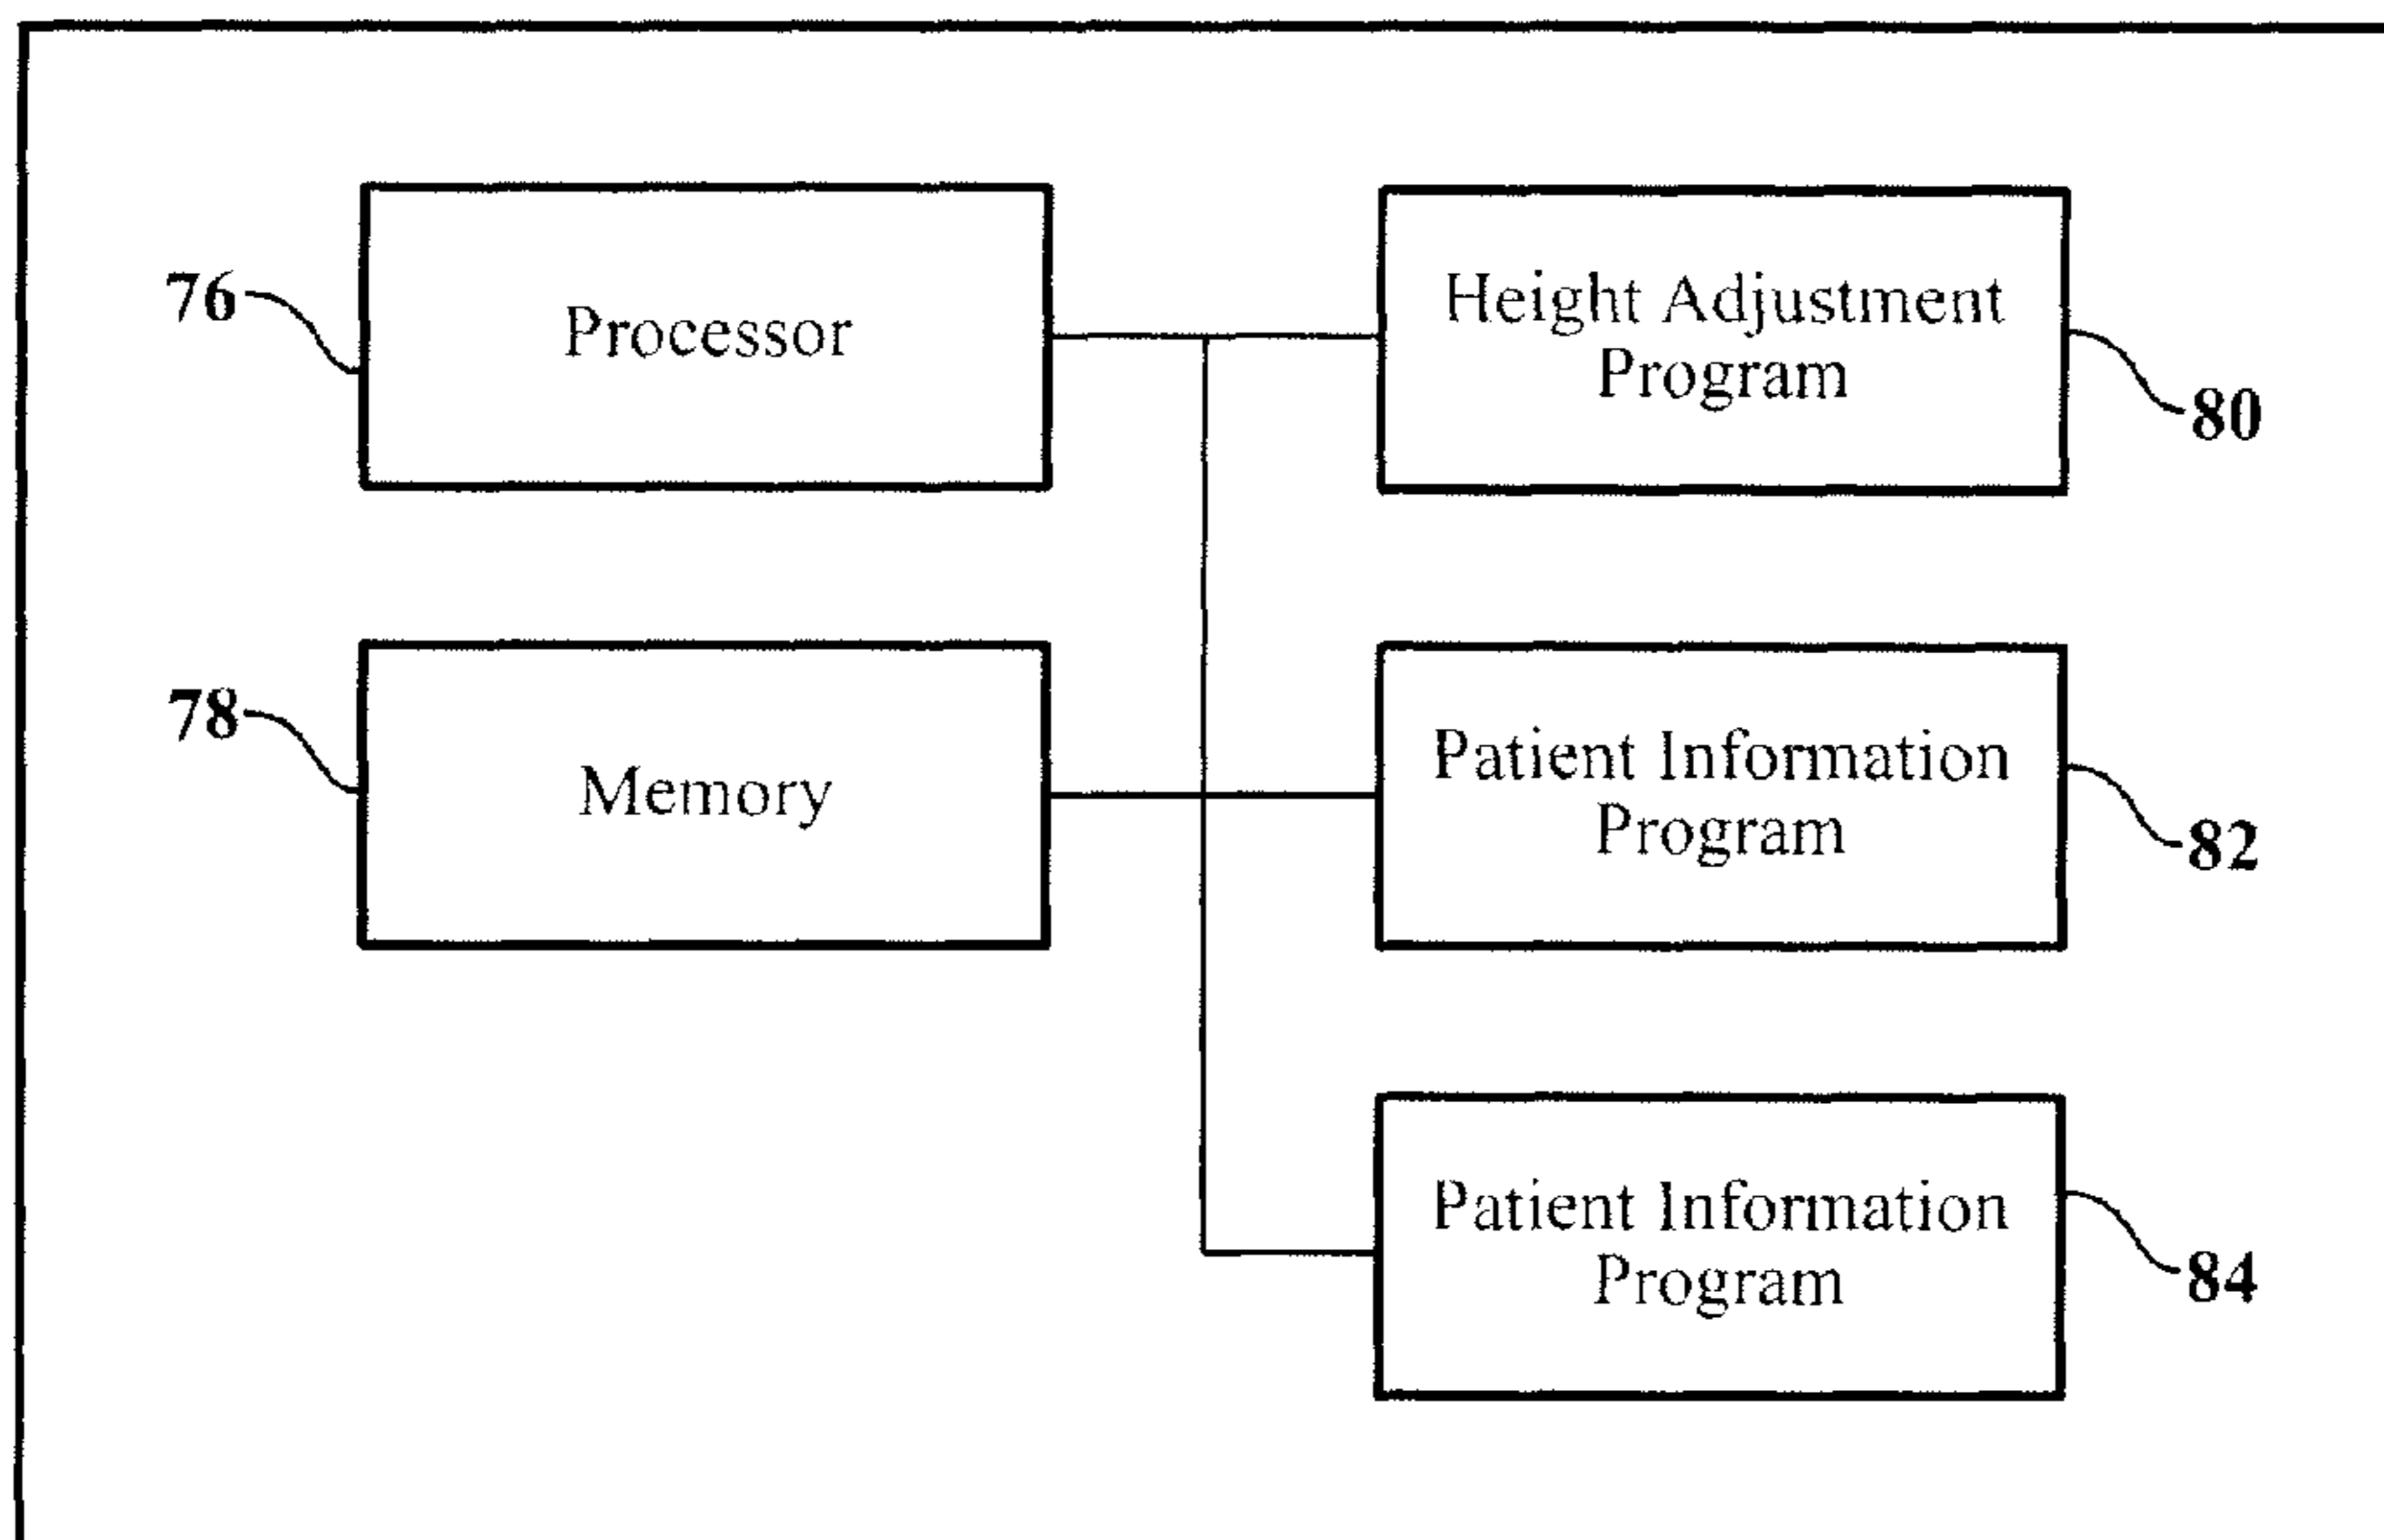 76
Processor
Height Adjustment
Program
80
78
Memory
Patient Information
Program
82
Patient Information
Program
84